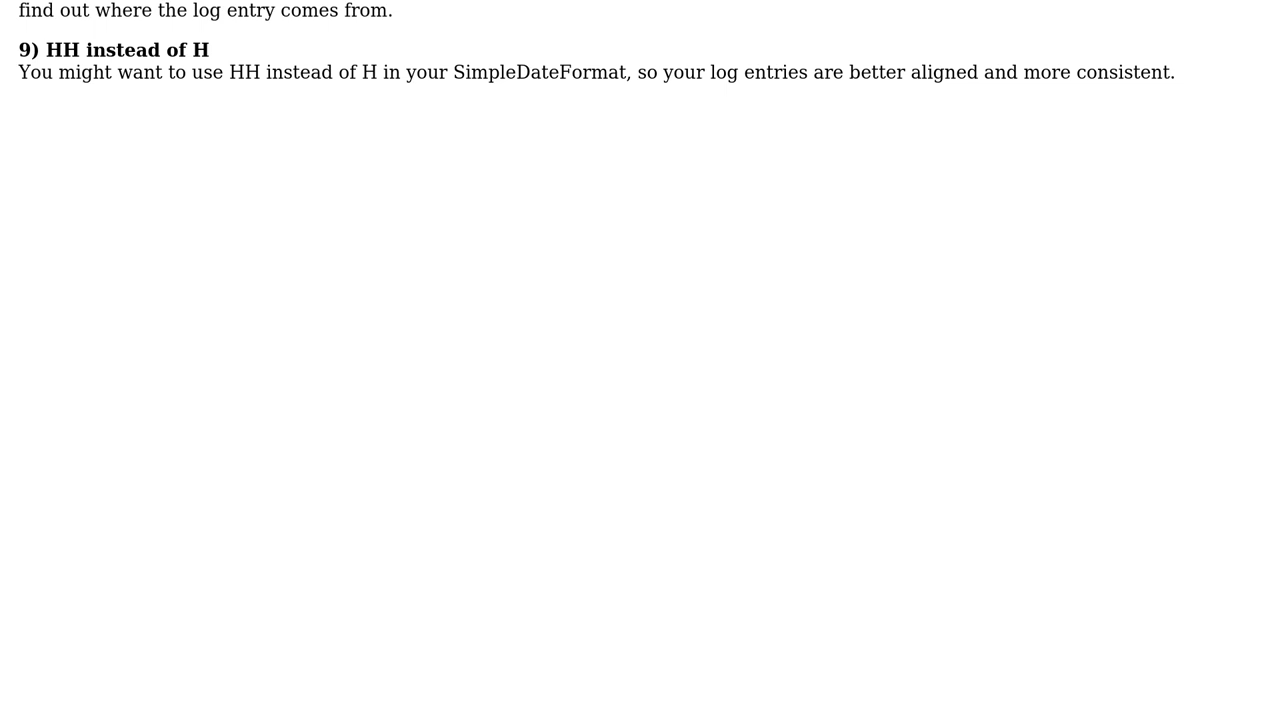 find out where the log entry comes from.
9) HH instead of H
You might want to use HH instead of H in your SimpleDateFormat, so your log entries are better aligned and more consistent.